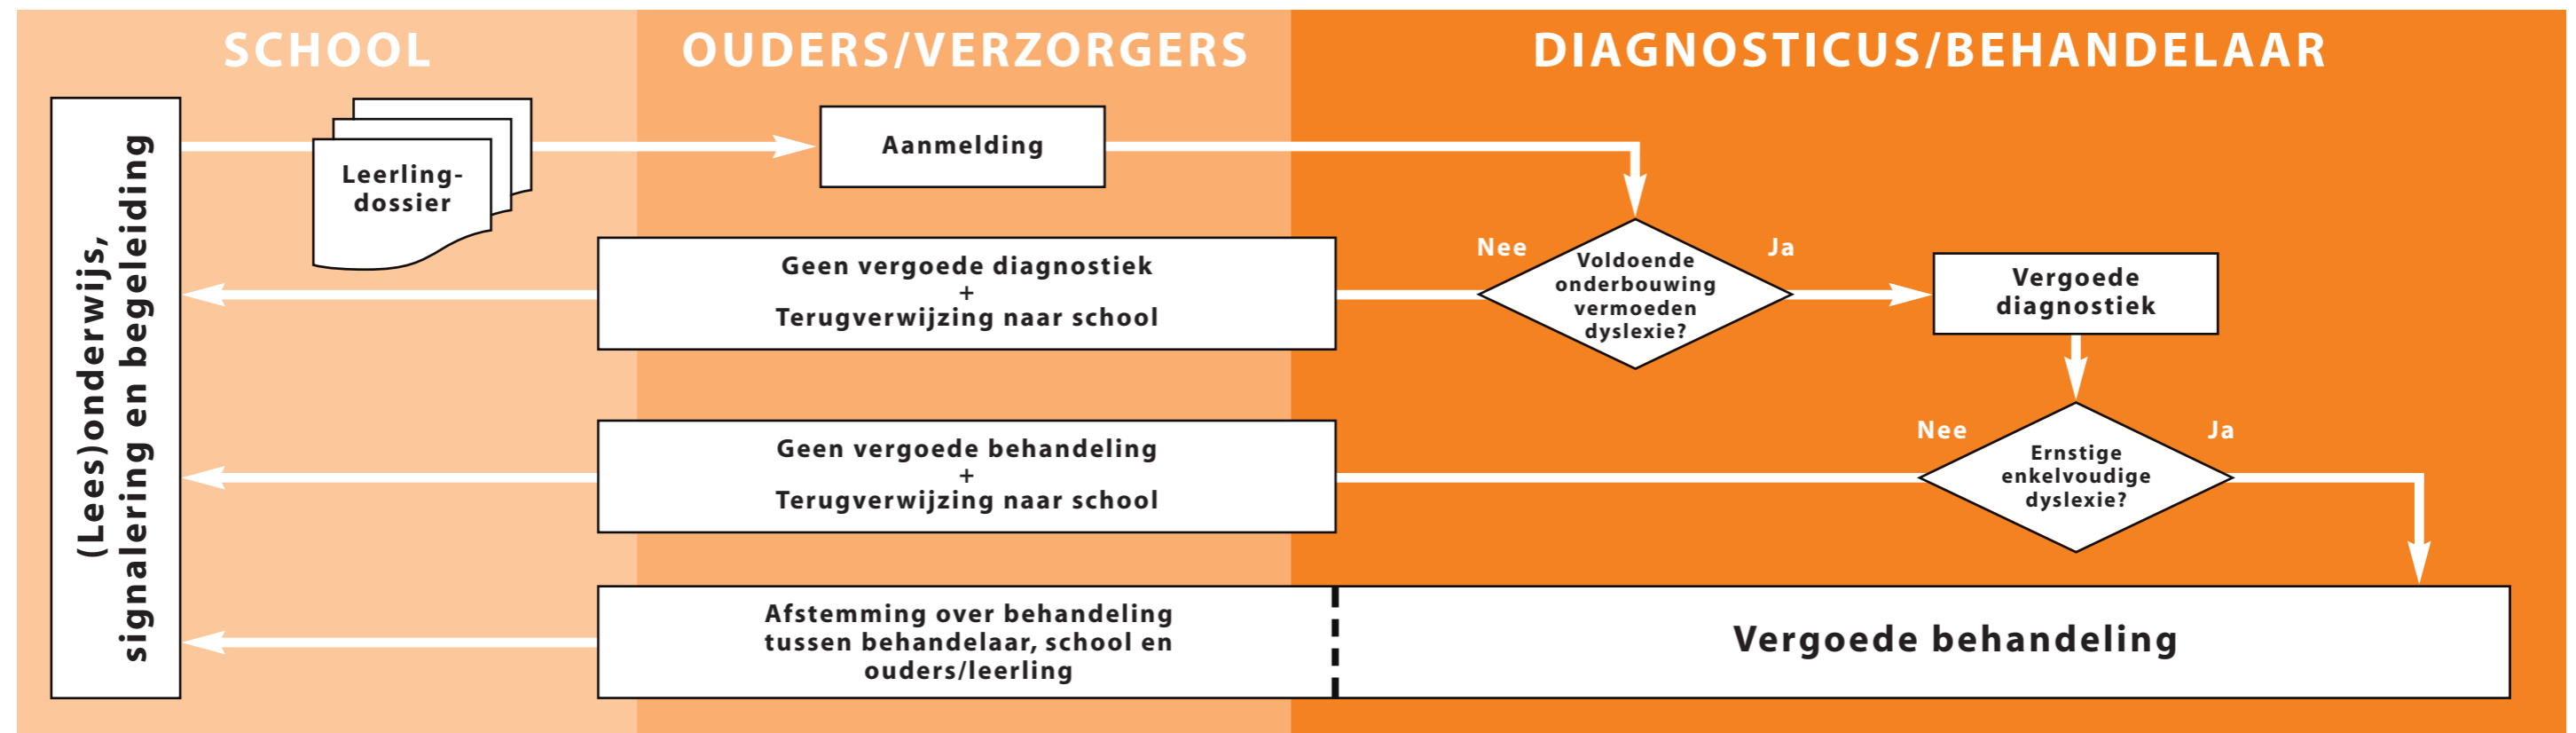 SCHOOL
OUDERS/VERZORGERS
DIAGNOSTICUS/BEHANDELAAR
(Lees)onderwijs,
signalering en begeleiding
Leerling-
dossier
Aanmelding
Nee
Voldoende
onderbouwing
vermoeden
dyslexie?
Ja
Vergoede
diagnostiek
Geen vergoede diagnostiek
+
Terugverwijzing naar school
Nee
Ernstige
enkelvoudige
dyslexie?
Ja
Geen vergoede behandeling
+
Terugverwijzing naar school
Afstemming over behandeling
tussen behandelaar, school en
ouders/leerling
Vergoede behandeling